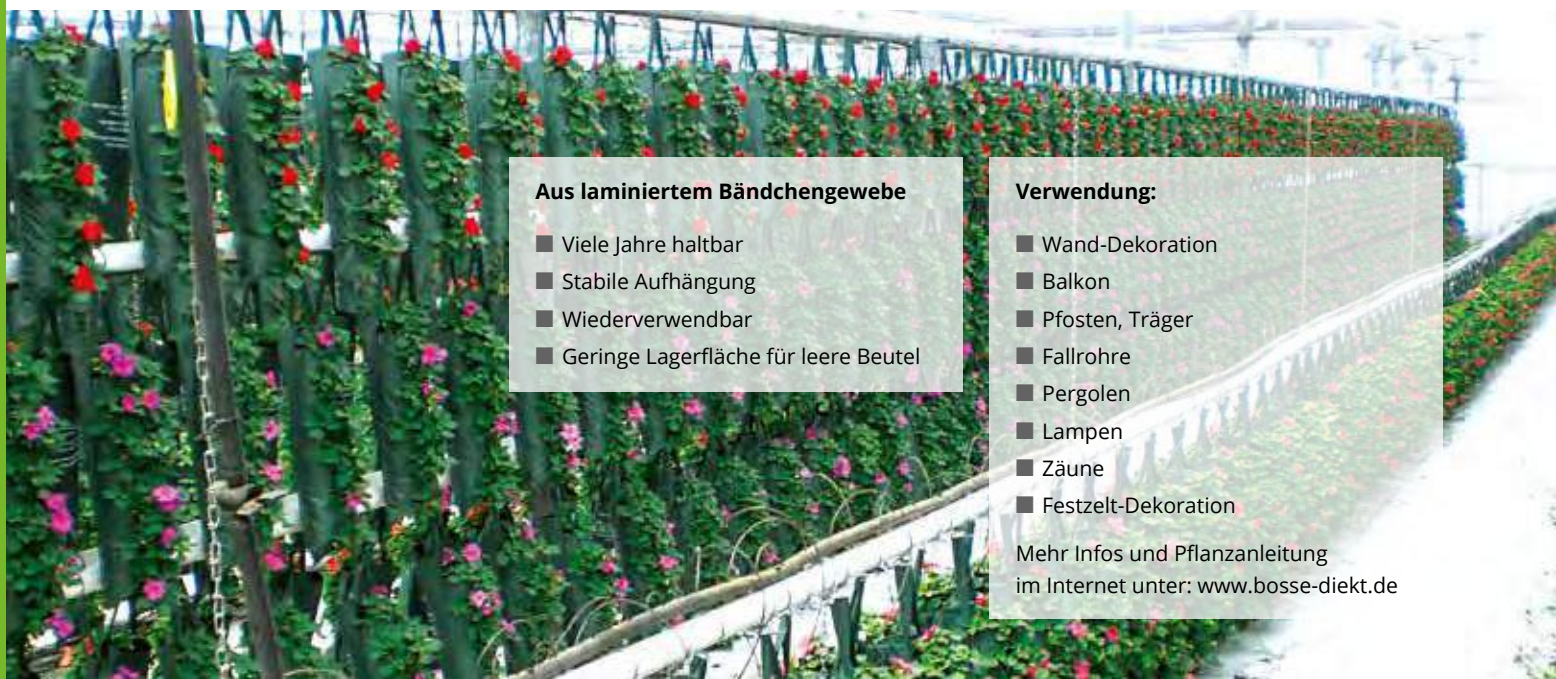 Aus laminiertem Bändchengewebe
■ Viele Jahre haltbar
■ Stabile Aufhängung
■ Wiederverwendbar
■ Geringe Lagerfläche für leere Beutel
Verwendung:
■ Wand-Dekoration
■ Balkon
■ Pfosten, Träger
■ Fallrohre
■ Pergolen
■ Lampen
■ Zäune
■ Festzelt-Dekoration
Mehr Infos und Pflanzanleitung
im Internet unter: www.bosse-diekt.de